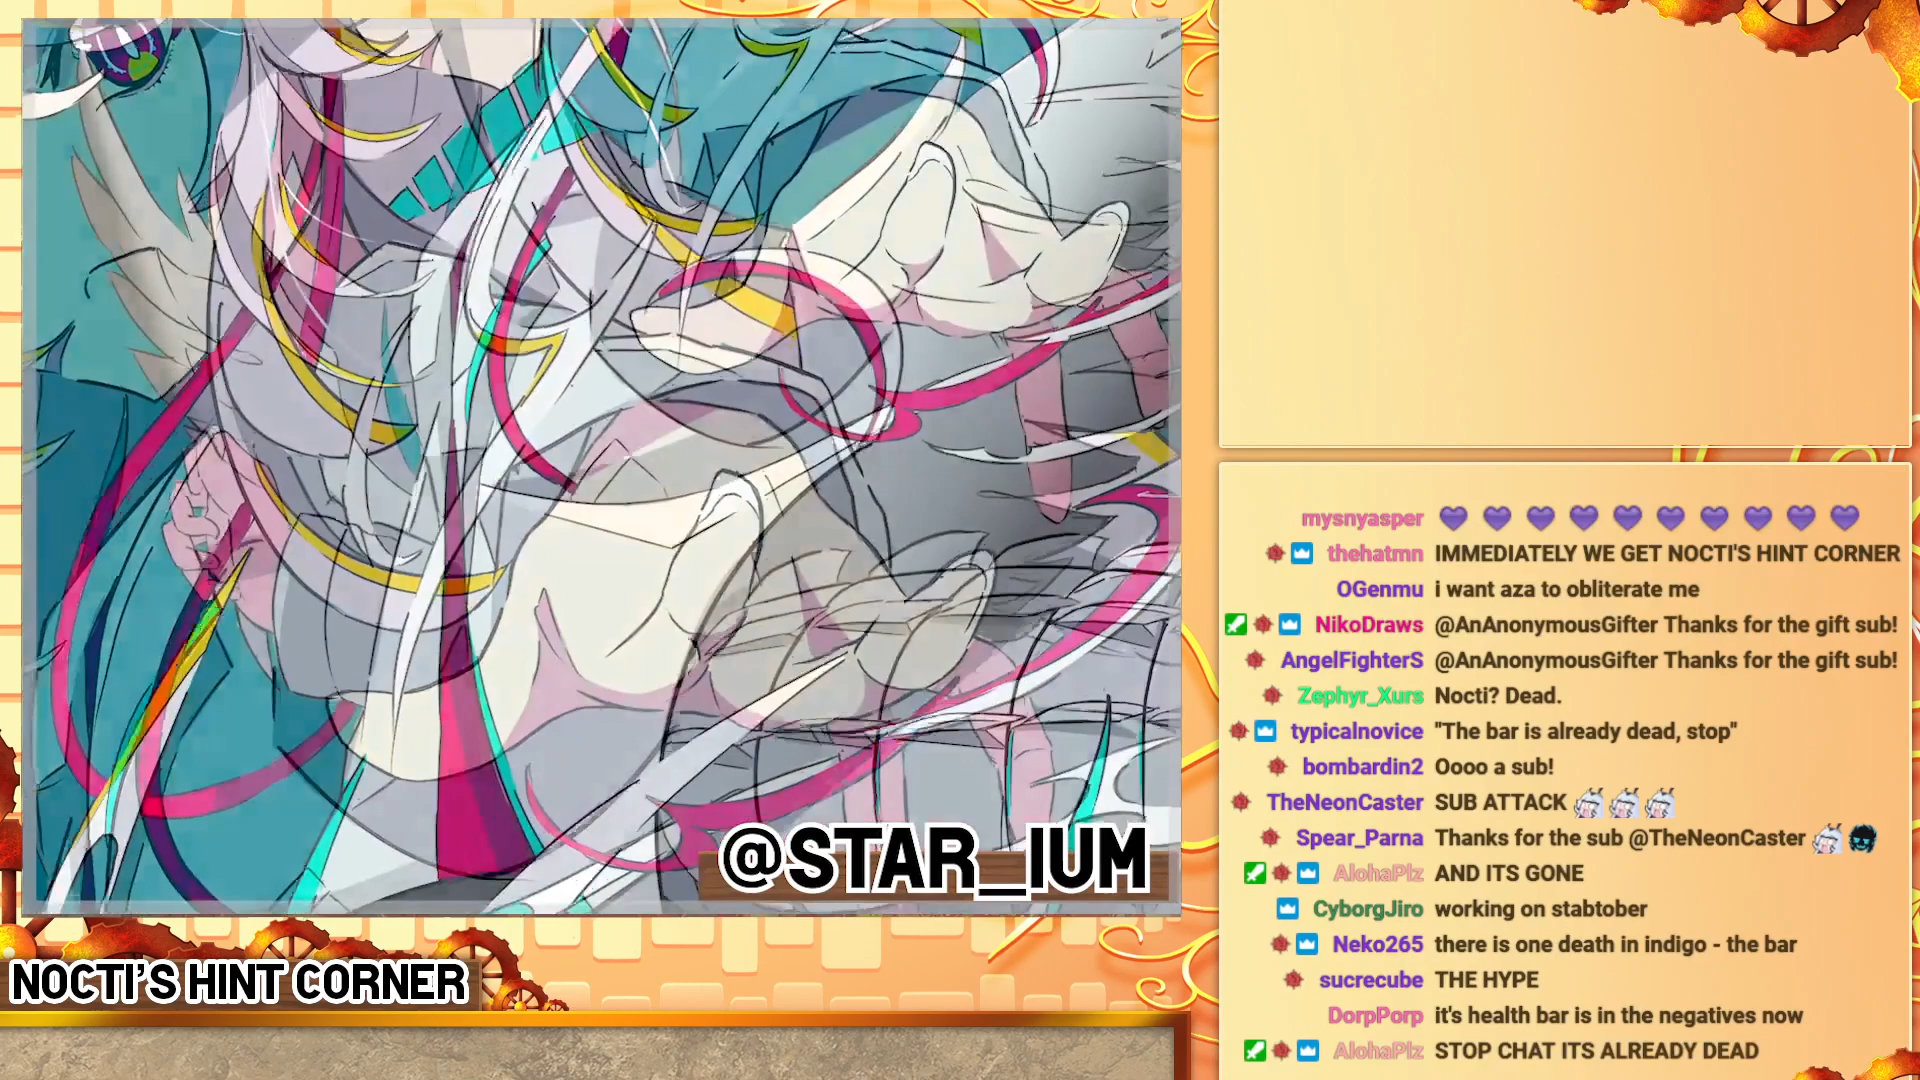 @STAR_IUM
NOCTI'S HINT CORNER
mysnyasper 💜 💜 💜 💜 💜 💜 💜 💜 💜 💜
thehatmn IMMEDIATELY WE GET NOCTI'S HINT CORNER
OGenmu i want aza to obliterate me
NikoDraws @AnAnonymousGifter Thanks for the gift sub!
AngelFighterS @AnAnonymousGifter Thanks for the gift sub!
Zephyr_Xurs Nocti? Dead.
typicalnovice "The bar is already dead, stop"
bombardin2 Oooo a sub!
TheNeonCaster SUB ATTACK
Spear_Parna Thanks for the sub @TheNeonCaster
AlohaPlz AND ITS GONE
CyborgJiro working on stabtober
Neko265 there is one death in indigo - the bar
sucrecube THE HYPE
DorpPorp it's health bar is in the negatives now
AlohaPlz STOP CHAT ITS ALREADY DEAD